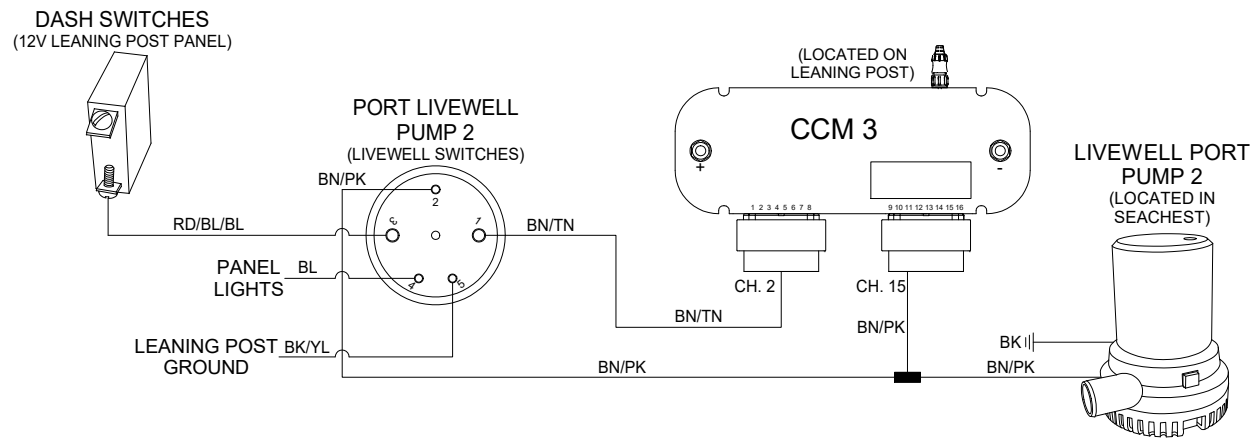 DASH SWITCHES
(12V LEANING POST PANEL)
PORT LIVEWELL
PUMP 2
(LIVEWELL SWITCHES)
(LOCATED ON
LEANING POST)
CCM 3
+
-
LIVEWELL PORT
PUMP 2
(LOCATED IN
SEACHEST)
BN/PK
2
1 2 3 4 5 6 7 8
9 10 11 12 13 14 15 16
RD/BL/BL
3
1
BN/TN
PANEL
LIGHTS
BL
4
5
CH. 2
CH. 15
BN/TN
BN/PK
LEANING POST
GROUND
BK/YL
BK
BN/PK
BN/PK